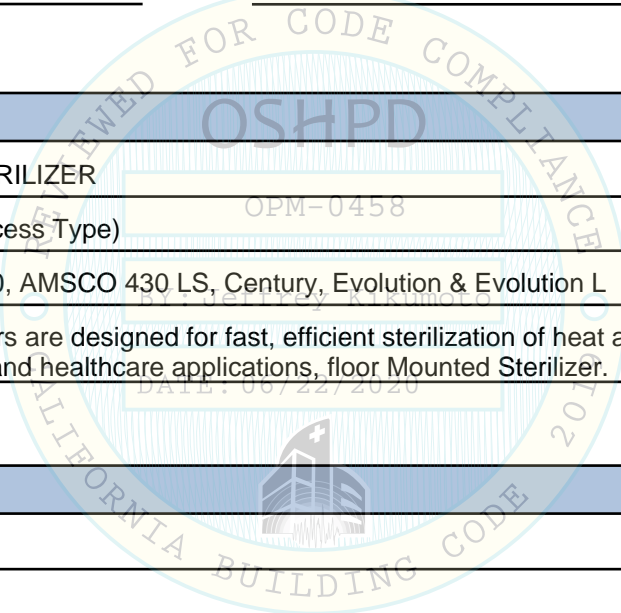 REVIEWED FOR CODE COMPLIANCE
OSHPD
RILIZER
OPM-0458
cess Type)
0, AMSCO 430 LS, Century, Evolution & Evolution L
BY: Jeffrey Kikumoto
rs are designed for fast, efficient sterilization of heat a
and healthcare applications, floor Mounted Sterilizer.
DATE: 06/22/2020
CALIFORNIA BUILDING CODE 2019